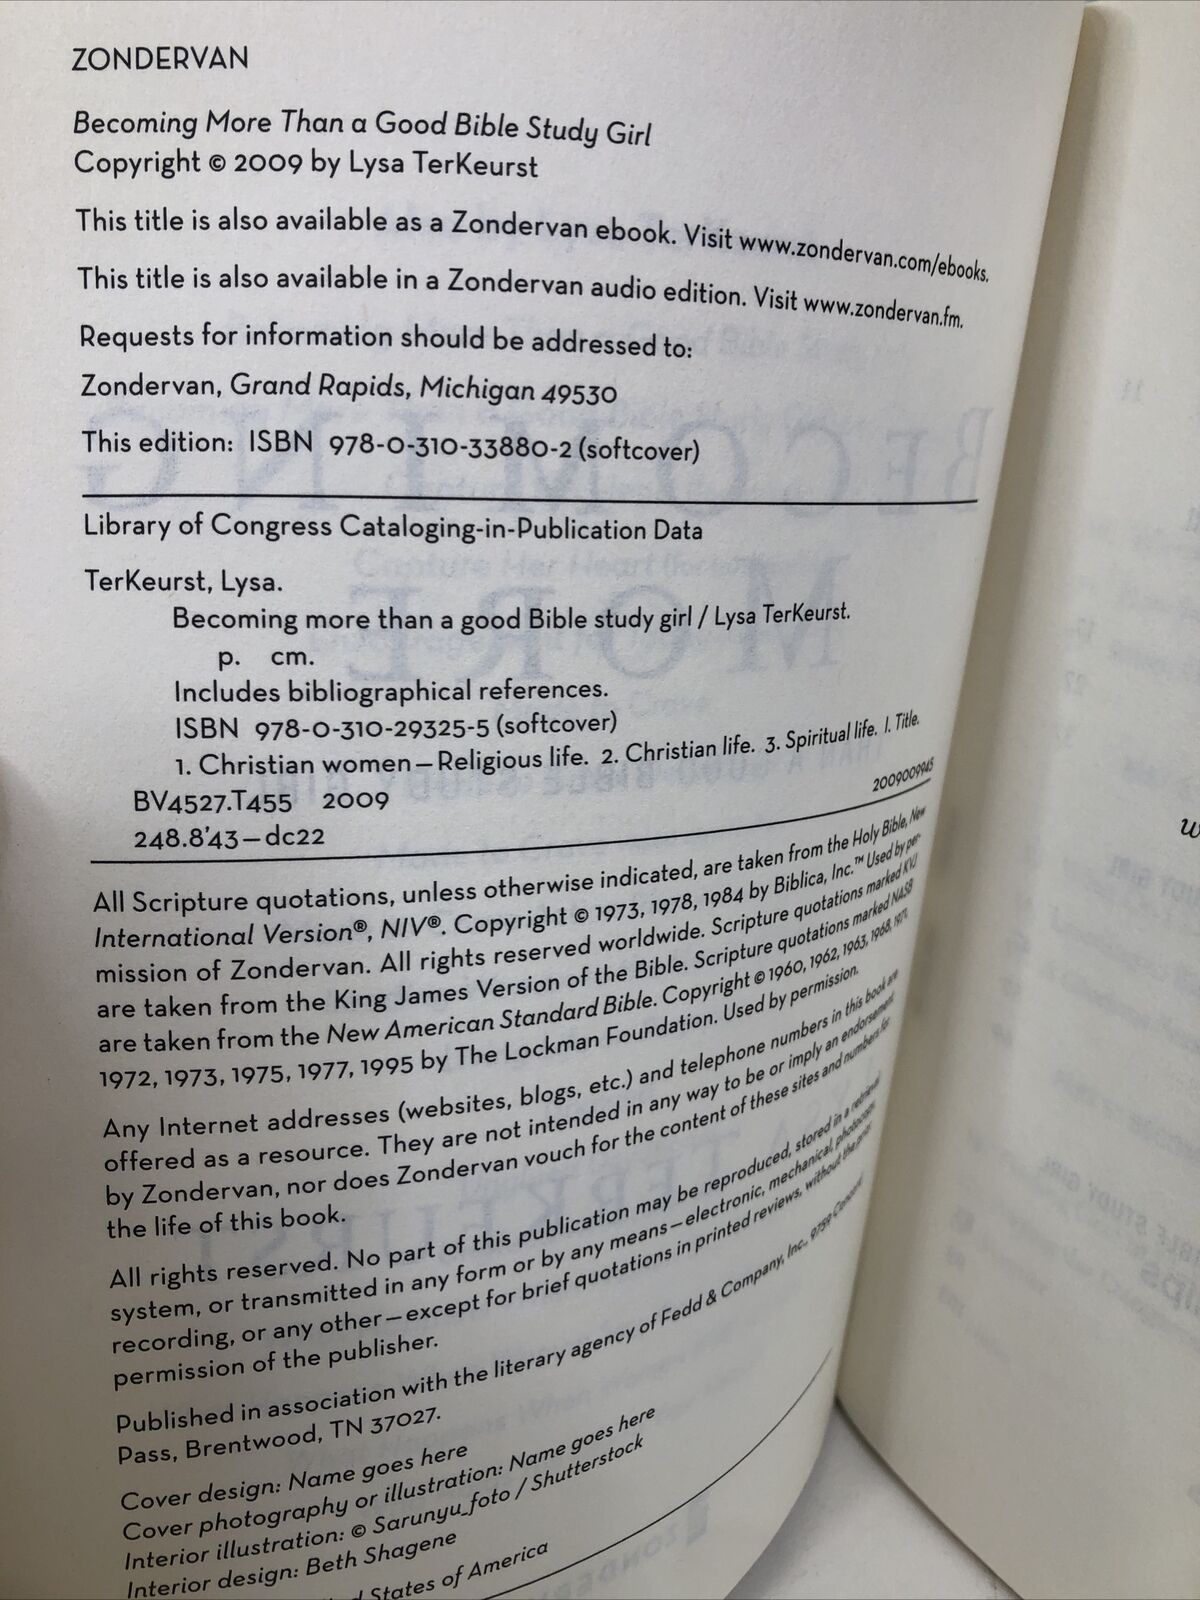 ZONDERVAN
Becoming More Than a Good Bible Study Girl
Copyright © 2009 by Lysa TerKeurst
This title is also available as a Zondervan ebook. Visit www.zondervan.com/ebooks.
This title is also available in a Zondervan audio edition. Visit www.zondervan.fm.
Requests for information should be addressed to:
Zondervan, Grand Rapids, Michigan 49530
This edition: ISBN 978-0-310-33880-2 (softcover)
Library of Congress Cataloging-in-Publication Data
TerKeurst, Lysa.
Becoming more than a good Bible study girl / Lysa TerKeurst.
p. cm.
Includes bibliographical references.
ISBN 978-0-310-29325-5 (softcover)
1. Christian women—Religious life. 2. Christian life. 3. Spiritual life. I. Title.
BV4527.T455 2009
248.8'43—dc22 2009009945
All Scripture quotations, unless otherwise indicated, are taken from the Holy Bible, New
International Version®, NIV®. Copyright © 1973, 1978, 1984 by Biblica, Inc.™ Used by per-
mission of Zondervan. All rights reserved worldwide. Scripture quotations marked KVJ
are taken from the King James Version of the Bible. Scripture quotations marked NASB
are taken from the New American Standard Bible. Copyright © 1960, 1962, 1963, 1968, 1971,
1972, 1973, 1975, 1977, 1995 by The Lockman Foundation. Used by permission.
Any Internet addresses (websites, blogs, etc.) and telephone numbers in this book are
offered as a resource. They are not intended in any way to be or imply an endorsement
by Zondervan, nor does Zondervan vouch for the content of these sites and numbers for
the life of this book.
All rights reserved. No part of this publication may be reproduced, stored in a retrieval
system, or transmitted in any form or by any means—electronic, mechanical, photocopy,
recording, or any other—except for brief quotations in printed reviews, without the prior
permission of the publisher.
Published in association with the literary agency of Fedd & Company, Inc., 9759 Concord
Pass, Brentwood, TN 37027.
Cover design: Name goes here
Cover photography or illustration: Name goes here
Interior illustration: © Sarunyu_foto / Shutterstock
Interior design: Beth Shagene
States of America